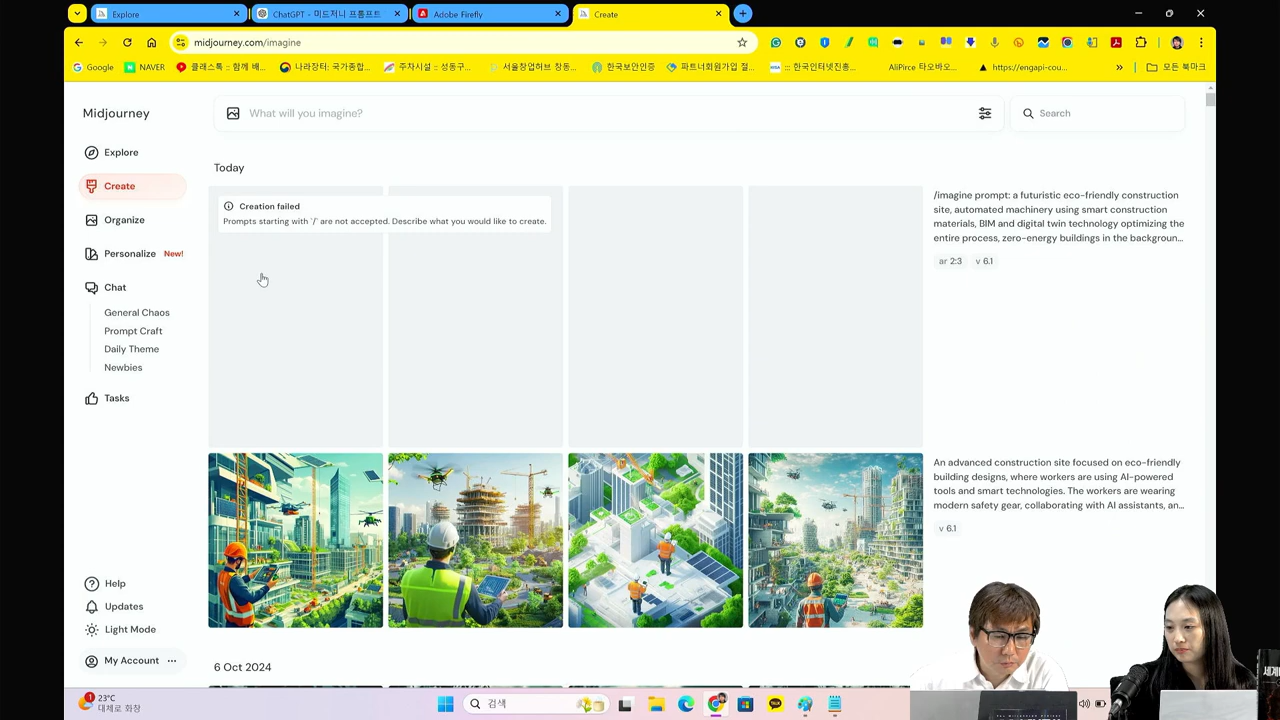 Explore
ChatGPT - 미드저니 프롬프트
Adobe Firefly
Create
midjourney.com/imagine
Google
NAVER
클래스톡 :: 함께 배...
나라장터: 국가종합...
주차시설 :: 성동구...
서울창업허브 창동...
한국보안인증
파트너회원가입 절...
::: 한국인터넷진흥...
AliPirce 타오바오...
https://engapi-cou...
»
모든 북마크
Midjourney
What will you imagine?
Search
Explore
Create
Organize
Personalize New!
Chat
General Chaos
Prompt Craft
Daily Theme
Newbies
Tasks
Help
Updates
Light Mode
My Account ...
Today
Creation failed
Prompts starting with '/' are not accepted. Describe what you would like to create.
/imagine prompt: a futuristic eco-friendly construction
site, automated machinery using smart construction
materials, BIM and digital twin technology optimizing the
entire process, zero-energy buildings in the backgroun...
ar 2:3 v 6.1
An advanced construction site focused on eco-friendly
building designs, where workers are using AI-powered
tools and smart technologies. The workers are wearing
modern safety gear, collaborating with AI assistants, an...
v 6.1
6 Oct 2024
1
23°C
대체로 화창
검색
세계